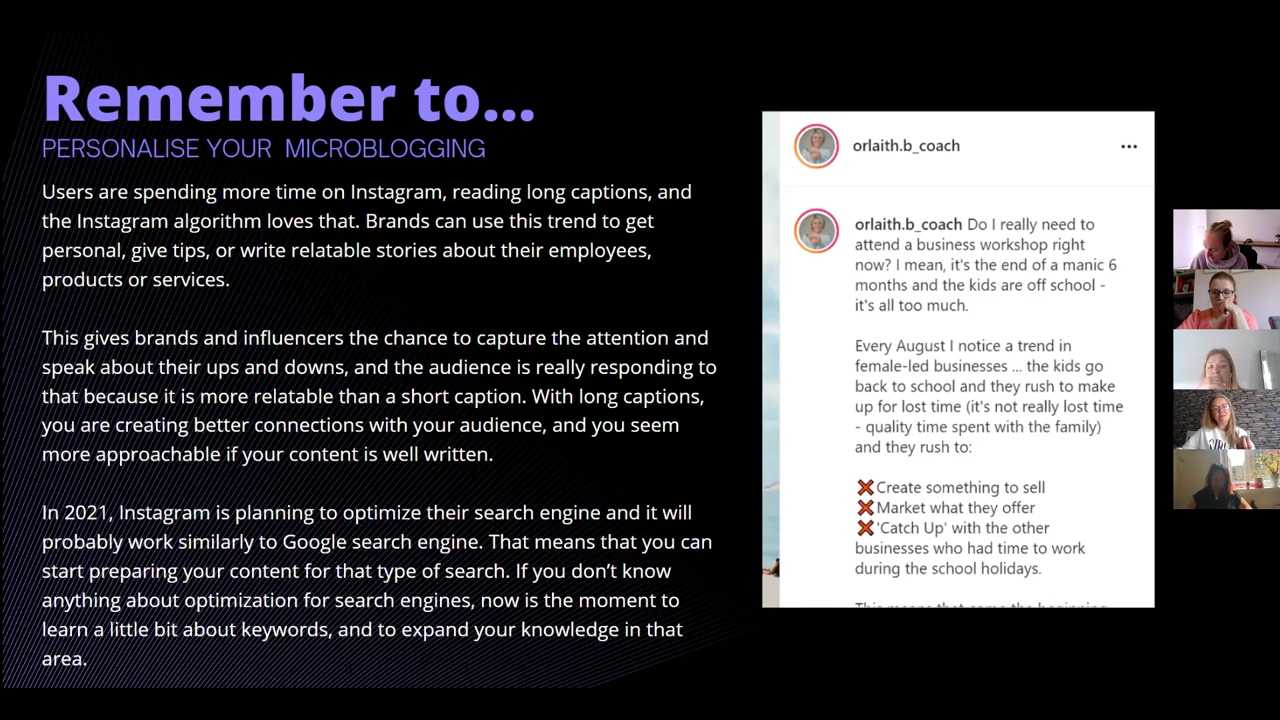 Remember to...
PERSONALISE YOUR MICROBLOGGING
Users are spending more time on Instagram, reading long captions, and
the Instagram algorithm loves that. Brands can use this trend to get
personal, give tips, or write relatable stories about their employees,
products or services.
This gives brands and influencers the chance to capture the attention and
speak about their ups and downs, and the audience is really responding to
that because it is more relatable than a short caption. With long captions,
you are creating better connections with your audience, and you seem
more approachable if your content is well written.
In 2021, Instagram is planning to optimize their search engine and it will
probably work similarly to Google search engine. That means that you can
start preparing your content for that type of search. If you don’t know
anything about optimization for search engines, now is the moment to
learn a little bit about keywords, and to expand your knowledge in that
area.
orlaith.b_coach
orlaith.b_coach Do I really need to
attend a business workshop right
now? I mean, it's the end of a manic 6
months and the kids are off school -
it's all too much.
Every August I notice a trend in
female-led businesses ... the kids go
back to school and they rush to make
up for lost time (it's not really lost time
- quality time spent with the family)
and they rush to:
❌Create something to sell
❌Market what they offer
❌'Catch Up' with the other
businesses who had time to work
during the school holidays.